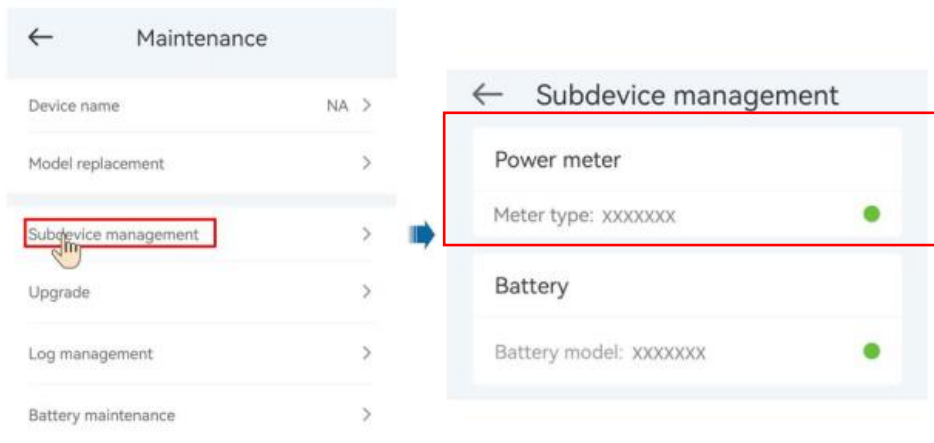 Maintenance
Device name NA
Model replacement
Subdevice management
Upgrade
Log management
Battery maintenance
Subdevice management
Power meter
Meter type: xxxxxxx
Battery
Battery model: xxxxxxx